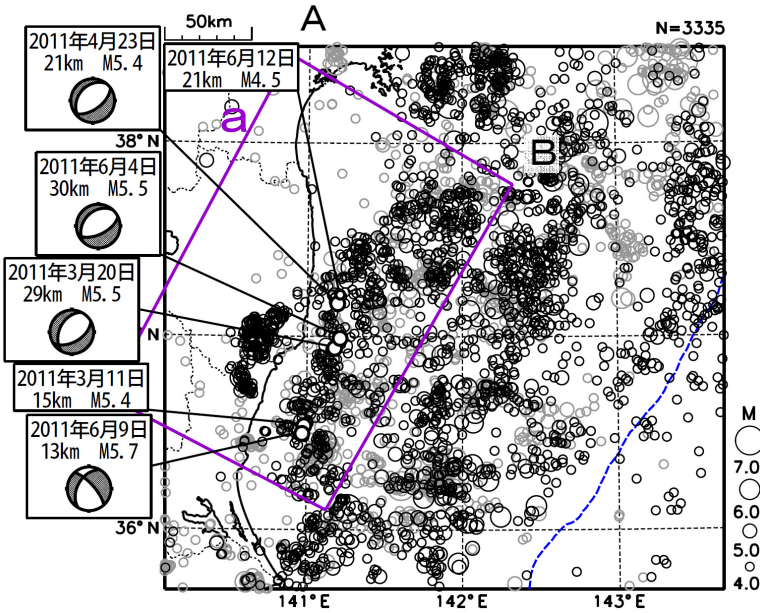 50km
A
N=3335
2011年4月23日
21km M5.4
2011年6月12日
21km M4.5
a
38°N
B
2011年6月4日
30km M5.5
2011年3月20日
29km M5.5
N
2011年3月11日
15km M5.4
2011年6月9日
13km M5.7
36°N
M
7.0
6.0
5.0
4.0
141°E
142°E
143°E